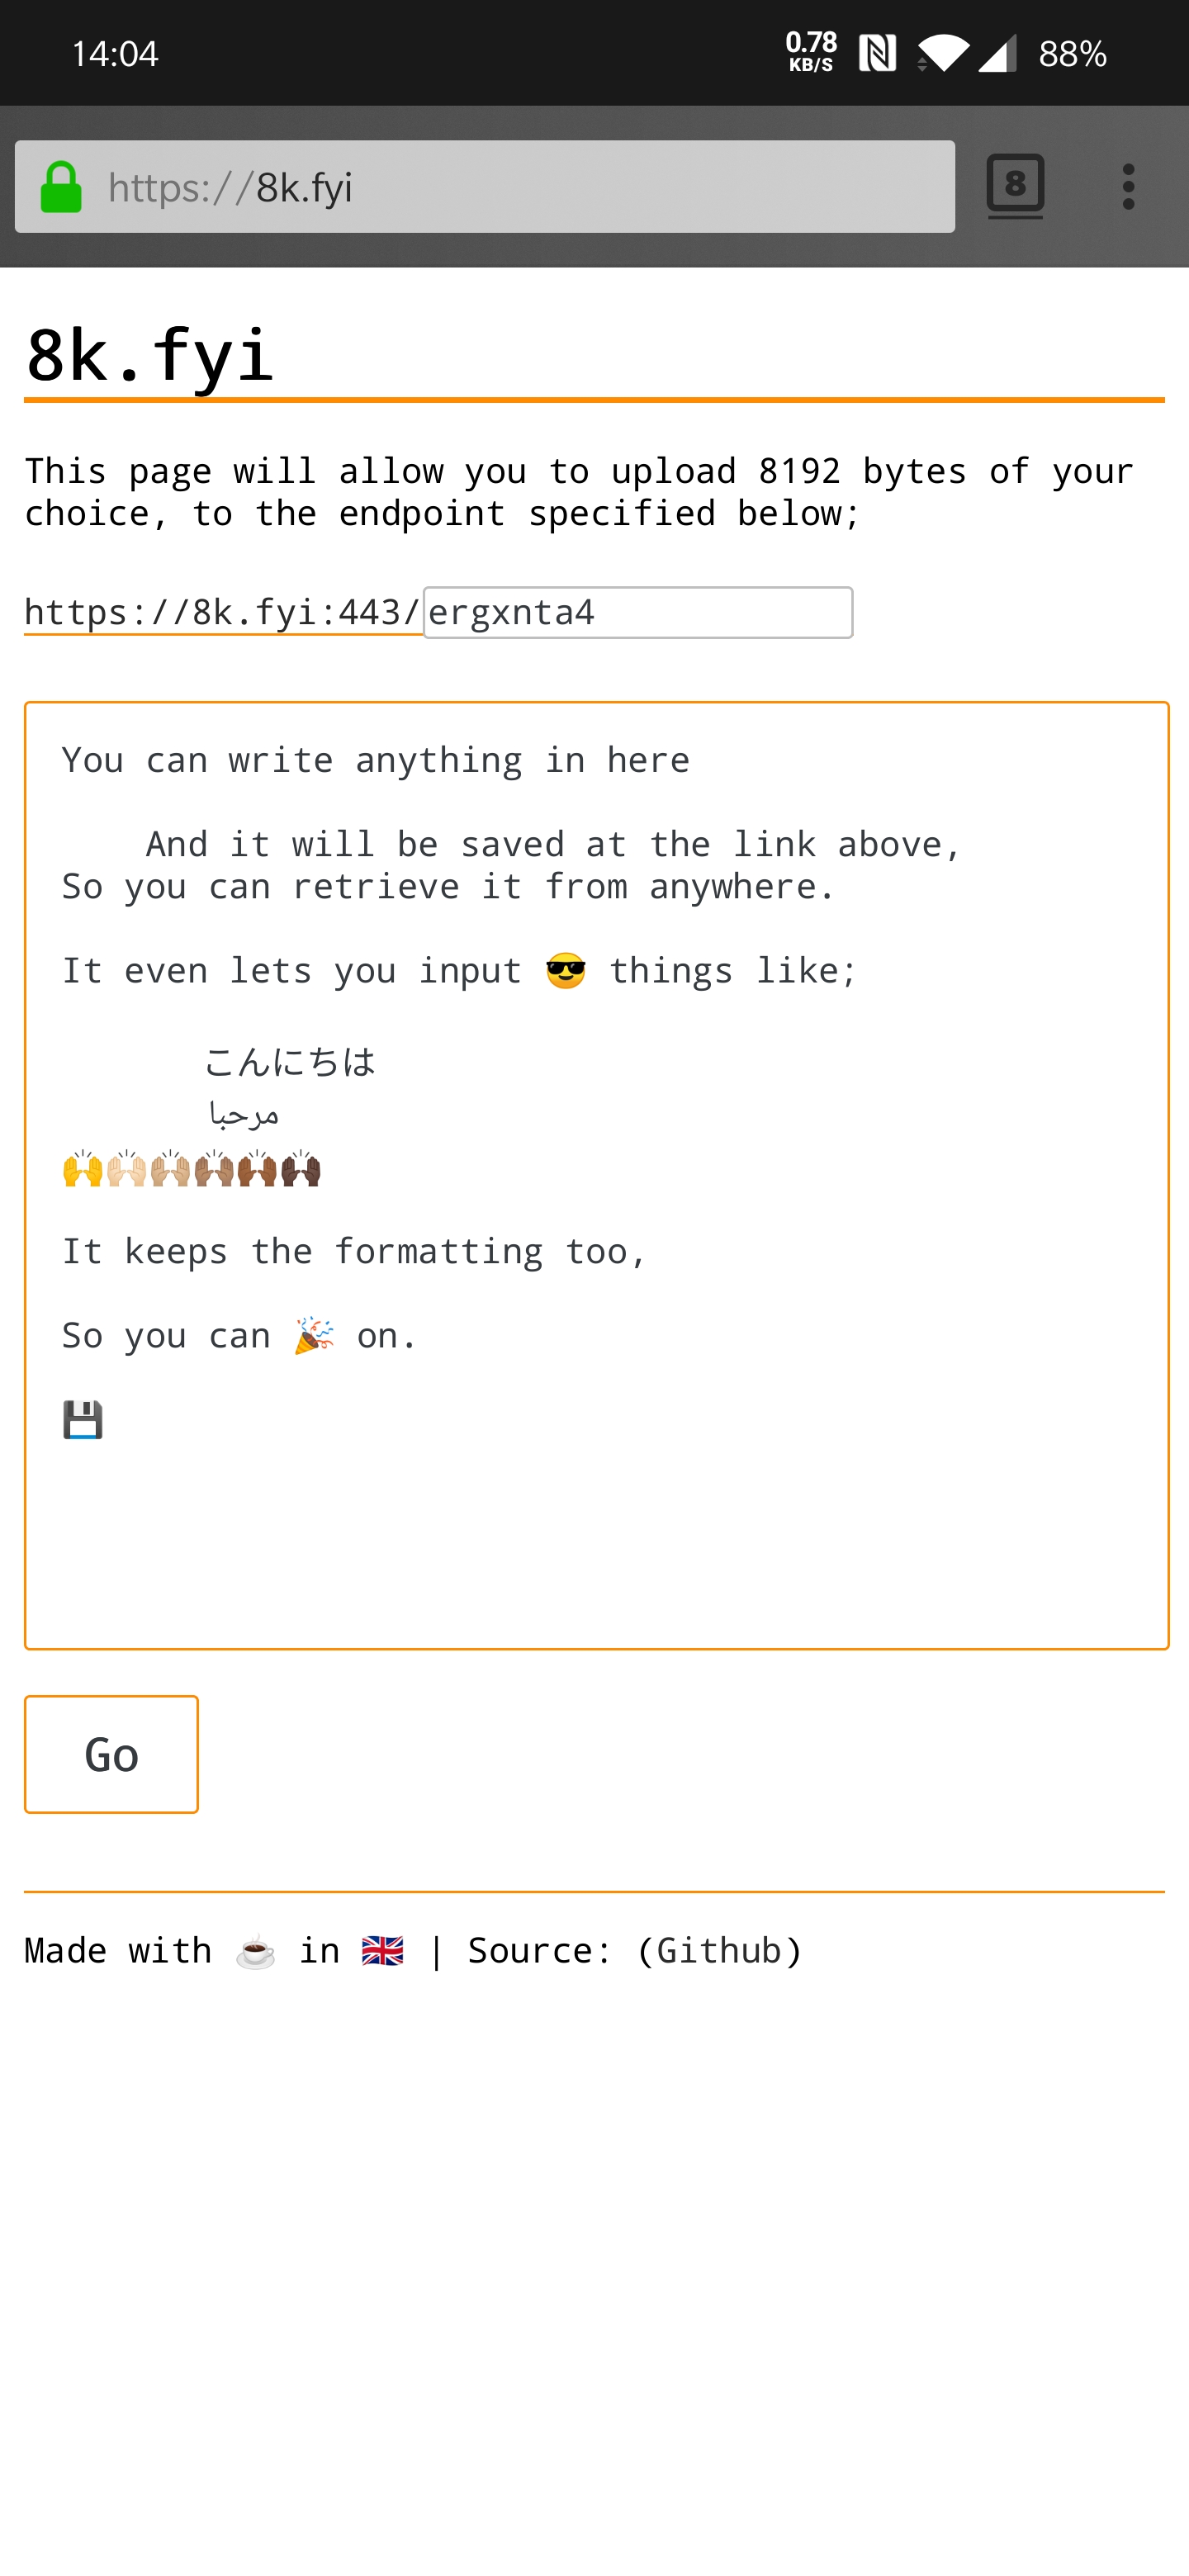 14:04 0.78 KB/S 88%
https://8k.fyi 8
8k.fyi
This page will allow you to upload 8192 bytes of your
choice, to the endpoint specified below;
https://8k.fyi:443/ergxnta4
You can write anything in here
And it will be saved at the link above,
So you can retrieve it from anywhere.
It even lets you input 😎 things like;
こんにちは
مرحبا
🙌🙌🏻🙌🏼🙌🏽🙌🏾🙌🏿
It keeps the formatting too,
So you can 🎉 on.
💾
Go
Made with ☕ in 🇬🇧 | Source: (Github)